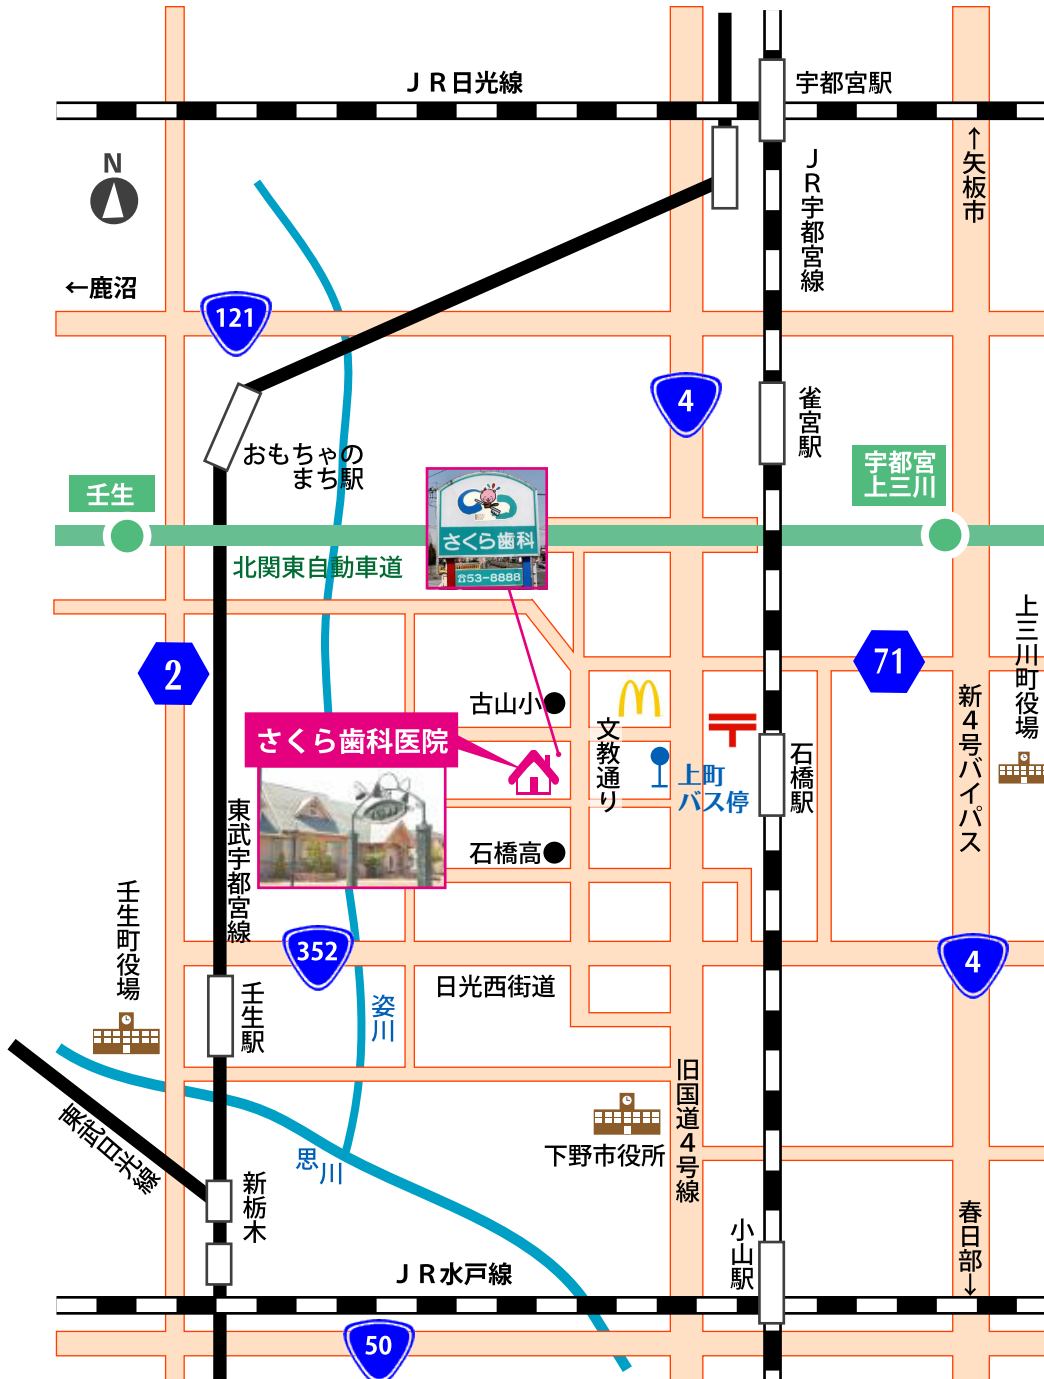 ＪＲ日光線
宇都宮駅
N
ＪＲ宇都宮線
↑矢板市
←鹿沼
121
4
雀宮駅
おもちゃの
まち駅
壬生
宇都宮
上三川
さくら歯科
☎53-8888
北関東自動車道
2
71
上三川町役場
古山小
文教通り
新4号バイパス
さくら歯科医院
石橋駅
上町
バス停
東武宇都宮線
石橋高
壬生町役場
352
4
日光西街道
壬生駅
姿川
旧国道4号線
東武日光線
下野市役所
思川
新栃木
小山駅
春日部↓
ＪＲ水戸線
50